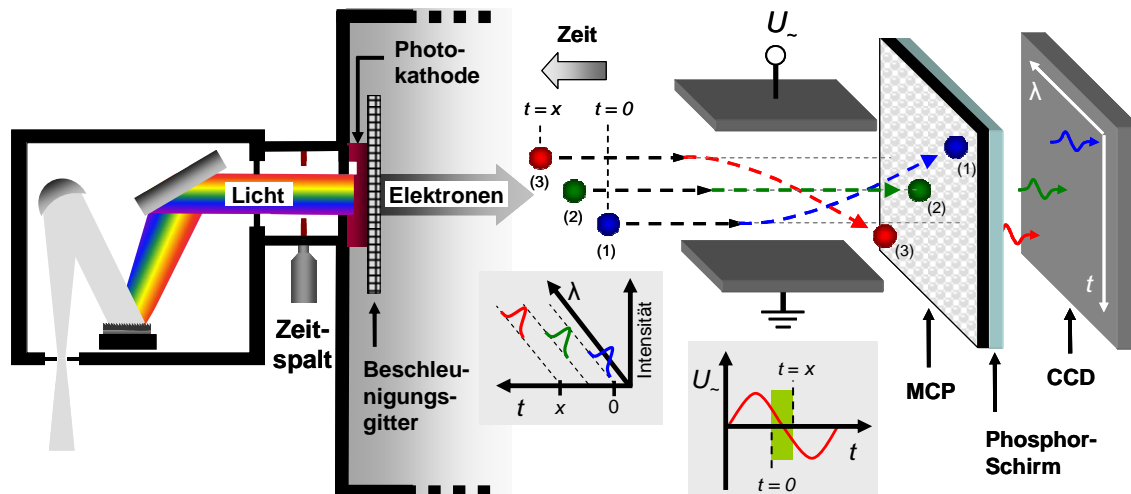 Photo-
kathode
Licht
Elektronen
Zeit-
spalt
Beschleu-
nigungs-
gitter
Zeit
t = x
t=0
(3)
(2)
(1)
λ
Intensität
t
x
0
U~
(1)
(2)
(3)
U~
t = x
t
t = 0
λ
t
MCP
CCD
Phosphor-
Schirm